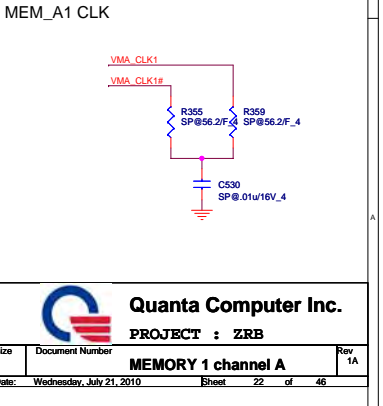 MEM_A1 CLK
VMA_CLK1
VMA_CLK1#
R355
SP@56.2/F_4
R359
SP@56.2/F_4
C530
SP@.01u/16V_4
A
Quanta Computer Inc.
PROJECT : ZRB
ize Document Number Rev
MEMORY 1 channel A 1A
ate: Wednesday, July 21, 2010 Sheet 22 of 46